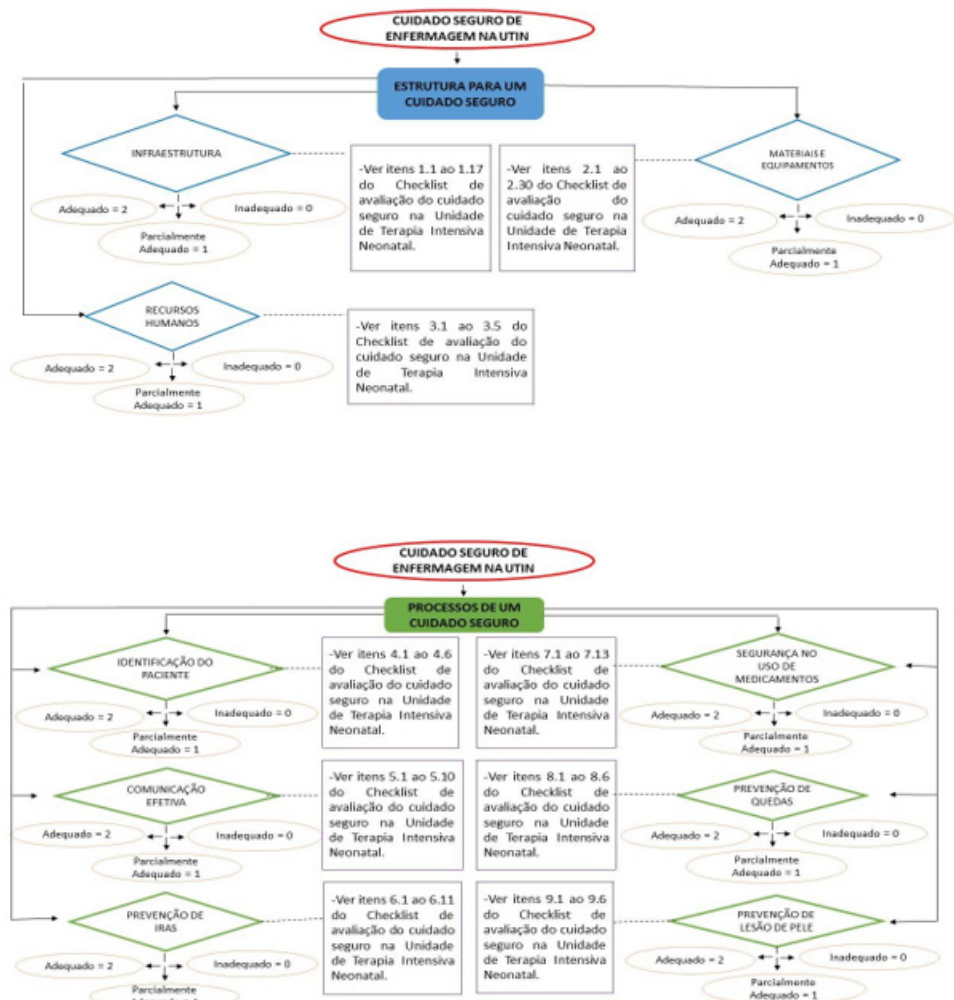 CUIDADO SEGURO DE
ENFERMAGEM NA UTIN
ESTRUTURA PARA UM
CUIDADO SEGURO
INFRAESTRUTURA
Adequado = 2
Inadequado = 0
Parcialmente
Adequado = 1
-Ver itens 1.1 ao 1.17
do Checklist de
avaliação do cuidado
seguro na Unidade
de Terapia Intensiva
Neonatal.
-Ver itens 2.1 ao
2.30 do Checklist de
avaliação do
cuidado seguro na
Unidade de Terapia
Intensiva Neonatal.
MATERIAIS E
EQUIPAMENTOS
Adequado = 2
Inadequado = 0
Parcialmente
Adequado = 1
RECURSOS
HUMANOS
Adequado = 2
Inadequado = 0
Parcialmente
Adequado = 1
-Ver itens 3.1 ao 3.5 do
Checklist de avaliação do
cuidado seguro na Unidade
de Terapia Intensiva
Neonatal.
CUIDADO SEGURO DE
ENFERMAGEM NA UTIN
PROCESSOS DE UM
CUIDADO SEGURO
IDENTIFICAÇÃO DO
PACIENTE
Adequado = 2
Inadequado = 0
Parcialmente
Adequado = 1
-Ver itens 4.1 ao 4.6
do Checklist de
avaliação do cuidado
seguro na Unidade
de Terapia Intensiva
Neonatal.
-Ver itens 7.1 ao 7.13
do Checklist de
avaliação do cuidado
seguro na Unidade
de Terapia Intensiva
Neonatal.
SEGURANÇA NO
USO DE
MEDICAMENTOS
Adequado = 2
Inadequado = 0
Parcialmente
Adequado = 1
COMUNICAÇÃO
EFETIVA
Adequado = 2
Inadequado = 0
Parcialmente
Adequado = 1
-Ver itens 5.1 ao 5.10
do Checklist de
avaliação do cuidado
seguro na Unidade
de Terapia Intensiva
Neonatal.
-Ver itens 8.1 ao 8.6
do Checklist de
avaliação do cuidado
seguro na Unidade
de Terapia Intensiva
Neonatal.
PREVENÇÃO DE
QUEDAS
Adequado = 2
Inadequado = 0
Parcialmente
Adequado = 1
PREVENÇÃO DE
IRAS
Adequado = 2
Inadequado = 0
Parcialmente
-Ver itens 6.1 ao 6.11
do Checklist de
avaliação do cuidado
seguro na Unidade
de Terapia Intensiva
Neonatal.
-Ver itens 9.1 ao 9.6
do Checklist de
avaliação do cuidado
seguro na Unidade
de Terapia Intensiva
Neonatal.
PREVENÇÃO DE
LESÃO DE PELE
Adequado = 2
Inadequado = 0
Parcialmente
Adequado = 1